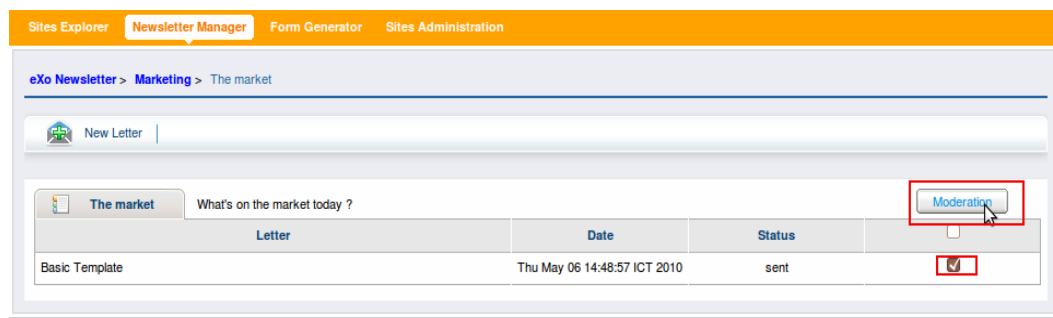 Sites Explorer Newsletter Manager Form Generator Sites Administration
eXo Newsletter > Marketing > The market
New Letter
The market What's on the market today ? Moderation
Letter Date Status
Basic Template Thu May 06 14:48:57 ICT 2010 sent